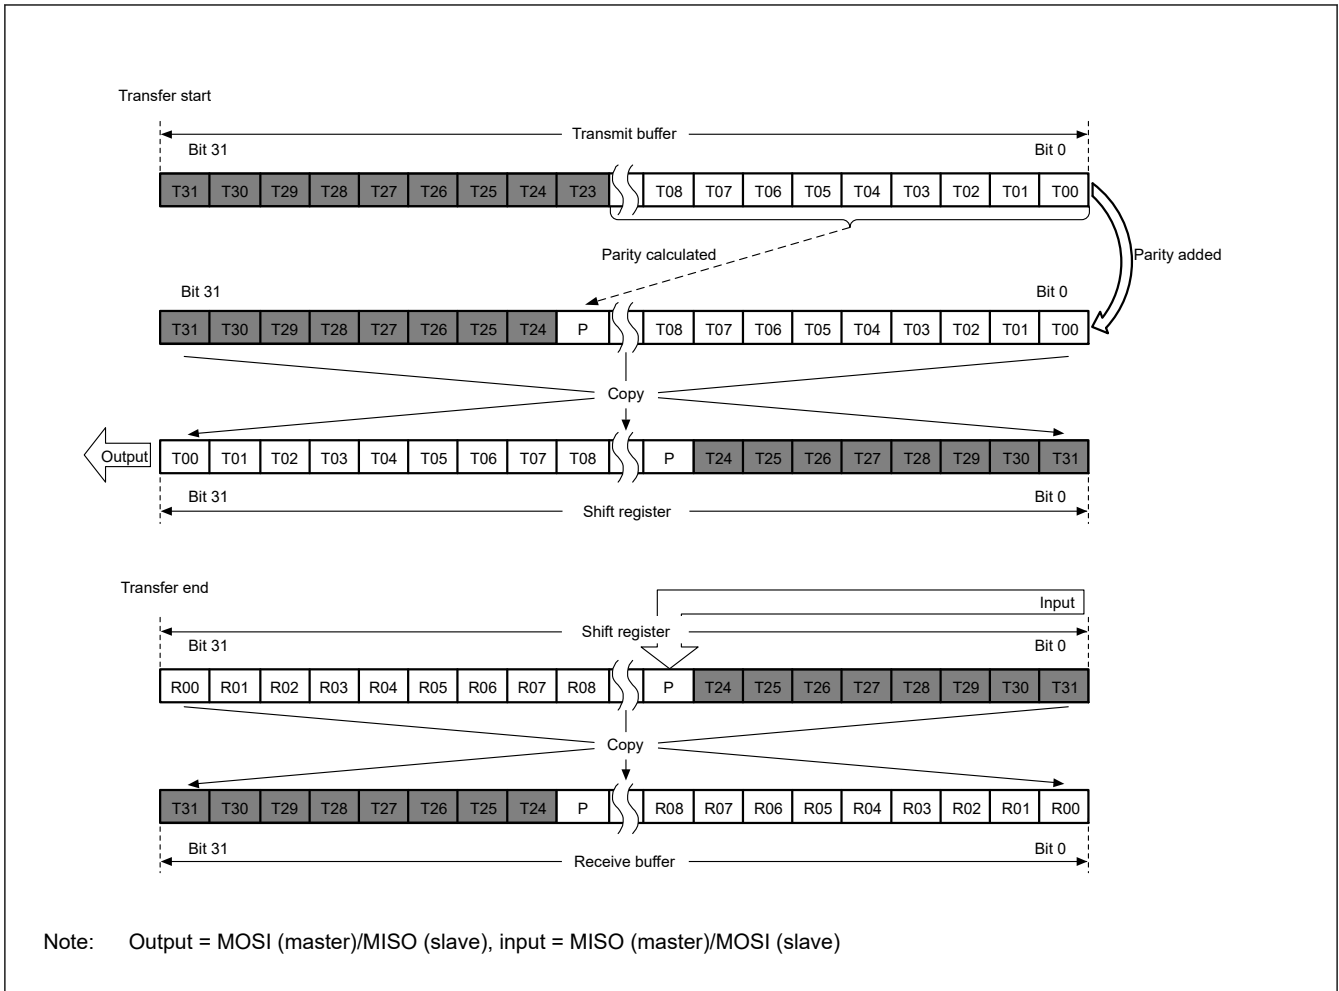 Transfer start
Transmit buffer
Bit 31 Bit 0
T31 T30 T29 T28 T27 T26 T25 T24 T23 T08 T07 T06 T05 T04 T03 T02 T01 T00
Parity calculated Parity added
Bit 31 Bit 0
T31 T30 T29 T28 T27 T26 T25 T24 P T08 T07 T06 T05 T04 T03 T02 T01 T00
Copy
Output T00 T01 T02 T03 T04 T05 T06 T07 T08 P T24 T25 T26 T27 T28 T29 T30 T31
Bit 31 Bit 0
Shift register
Transfer end
Input
Shift register
Bit 31 Bit 0
R00 R01 R02 R03 R04 R05 R06 R07 R08 P T24 T25 T26 T27 T28 T29 T30 T31
Copy
T31 T30 T29 T28 T27 T26 T25 T24 P R08 R07 R06 R05 R04 R03 R02 R01 R00
Bit 31 Bit 0
Receive buffer
Note: Output = MOSI (master)/MISO (slave), input = MISO (master)/MOSI (slave)